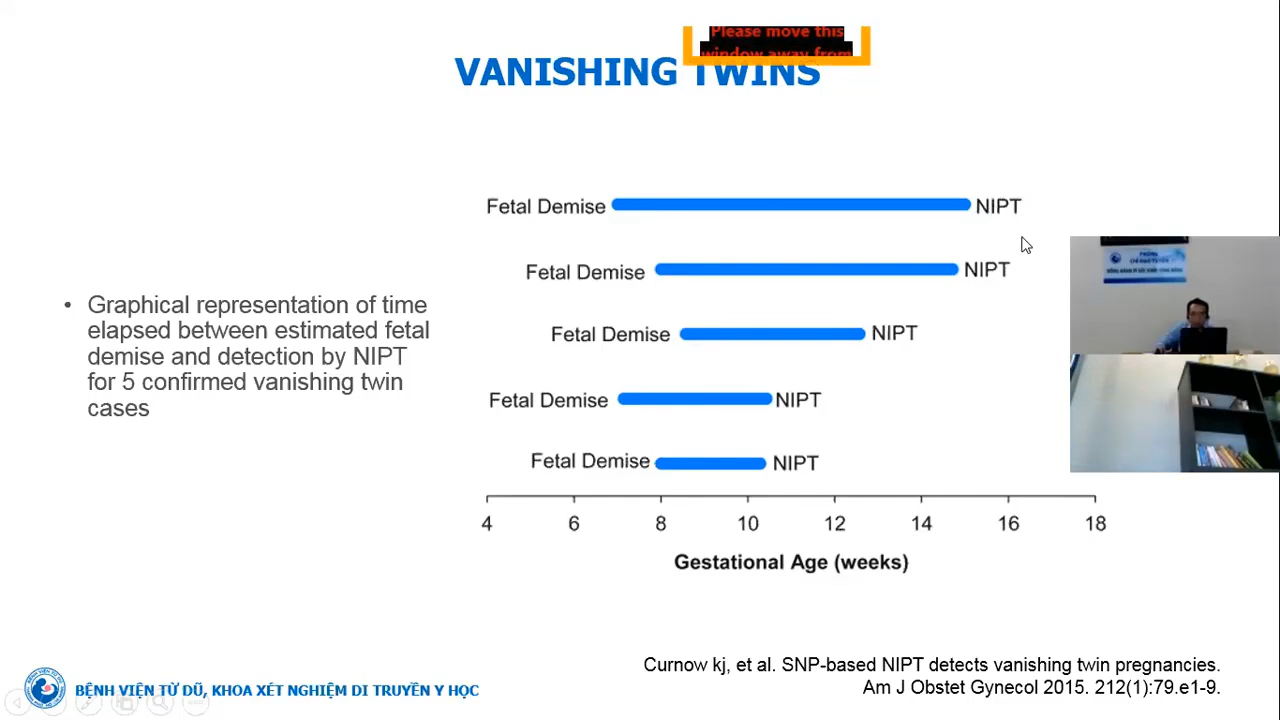 Please move this
window away from
VANISHING TWINS
Fetal Demise NIPT
Fetal Demise NIPT
Fetal Demise NIPT
Fetal Demise NIPT
Fetal Demise NIPT
• Graphical representation of time
elapsed between estimated fetal
demise and detection by NIPT
for 5 confirmed vanishing twin
cases
4 6 8 10 12 14 16 18
Gestational Age (weeks)
Curnow kj, et al. SNP-based NIPT detects vanishing twin pregnancies.
Am J Obstet Gynecol 2015. 212(1):79.e1-9.
BỆNH VIỆN TỪ DŨ, KHOA XÉT NGHIỆM DI TRUYỀN Y HỌC